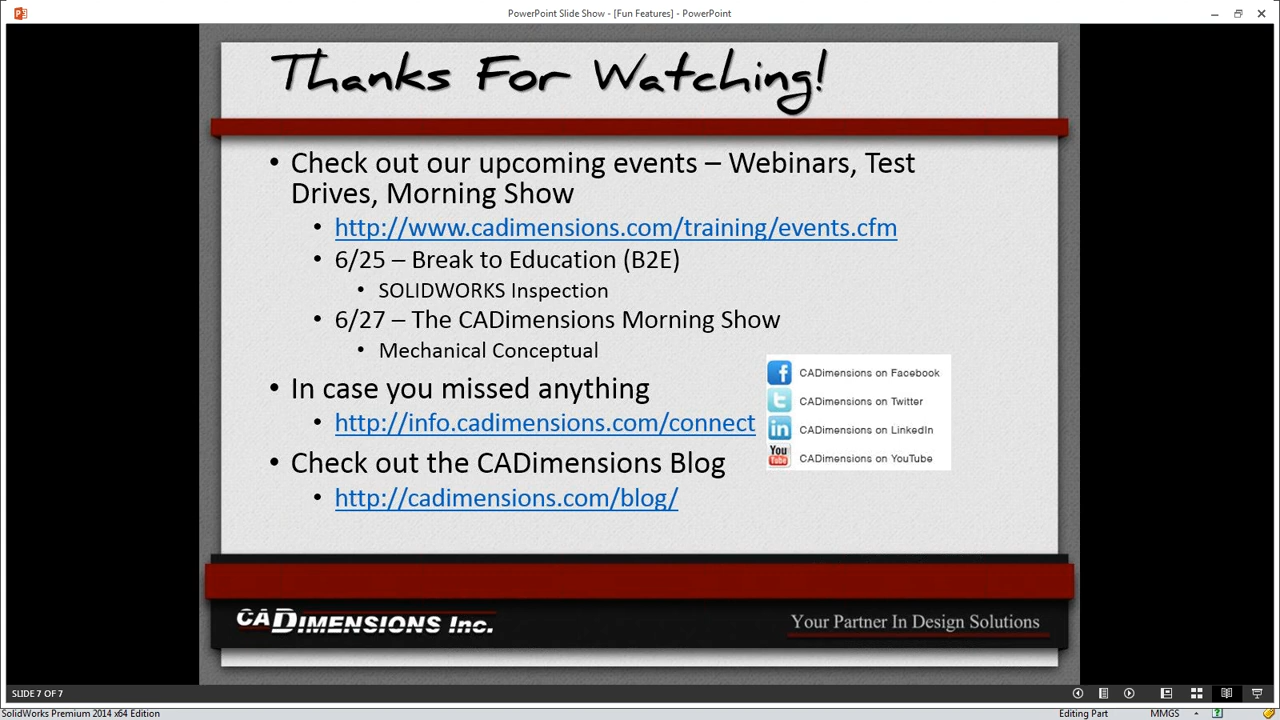 PowerPoint Slide Show - [Fun Features] - PowerPoint
Thanks For Watching!
• Check out our upcoming events – Webinars, Test
Drives, Morning Show
• http://www.cadimensions.com/training/events.cfm
• 6/25 – Break to Education (B2E)
• SOLIDWORKS Inspection
• 6/27 – The CADimensions Morning Show
• Mechanical Conceptual
• In case you missed anything
• http://info.cadimensions.com/connect
• Check out the CADimensions Blog
• http://cadimensions.com/blog/
CADimensions on Facebook
CADimensions on Twitter
CADimensions on LinkedIn
You Tube CADimensions on YouTube
CADIMENSIONS INC.
Your Partner In Design Solutions
SLIDE 7 OF 7
SolidWorks Premium 2014 x64 Edition
Editing Part
MMGS